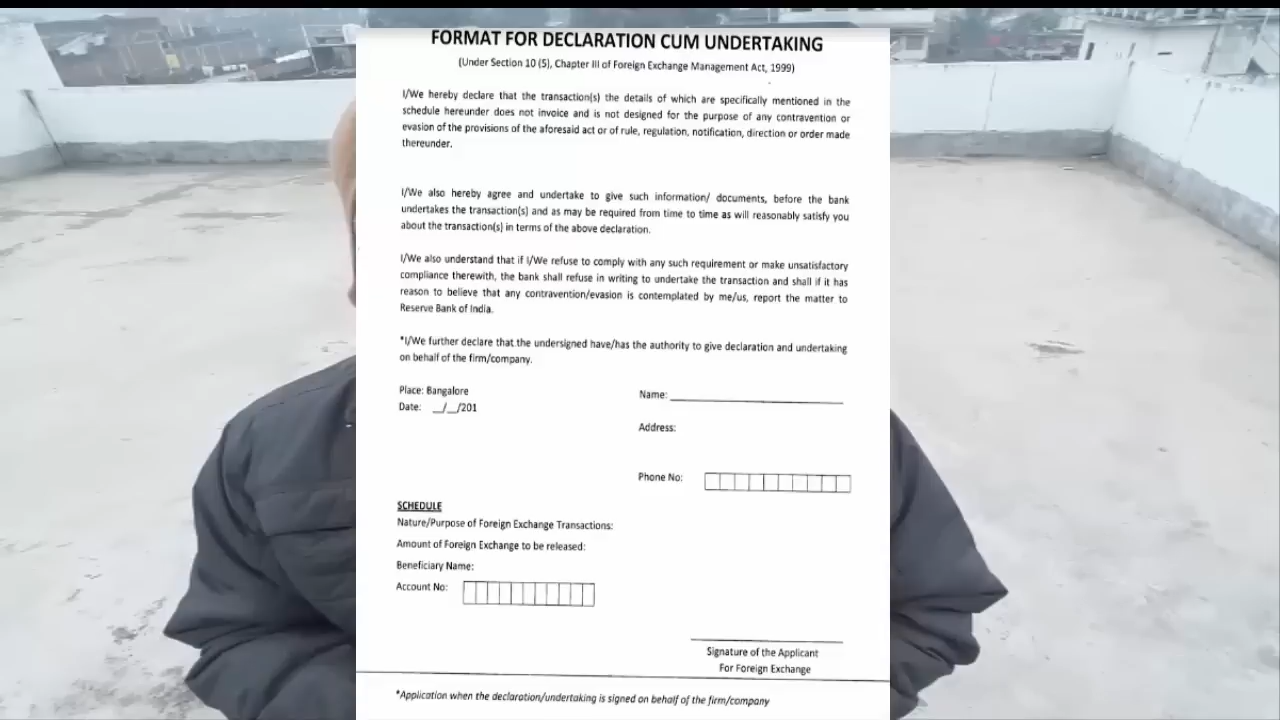 FORMAT FOR DECLARATION CUM UNDERTAKING
(Under Section 10 (5), Chapter III of Foreign Exchange Management Act, 1999)
I/We hereby declare that the transaction(s) the details of which are specifically mentioned in the
schedule hereunder does not invoice and is not designed for the purpose of any contravention or
evasion of the provisions of the aforesaid act or of rule, regulation, notification, direction or order made
thereunder.
I/We also hereby agree and undertake to give such information/ documents, before the bank
undertakes the transaction(s) and as may be required from time to time as will reasonably satisfy you
about the transaction(s) in terms of the above declaration.
I/We also understand that if I/We refuse to comply with any such requirement or make unsatisfactory
compliance therewith, the bank shall refuse in writing to undertake the transaction and shall if it has
reason to believe that any contravention/evasion is contemplated by me/us, report the matter to
Reserve Bank of India.
*I/We further declare that the undersigned have/has the authority to give declaration and undertaking
on behalf of the firm/company.
Place: Bangalore
Date: __/__/201
Name:
Address:
Phone No:
SCHEDULE
Nature/Purpose of Foreign Exchange Transactions:
Amount of Foreign Exchange to be released:
Beneficiary Name:
Account No:
Signature of the Applicant
For Foreign Exchange
*Application when the declaration/undertaking is signed on behalf of the firm/company